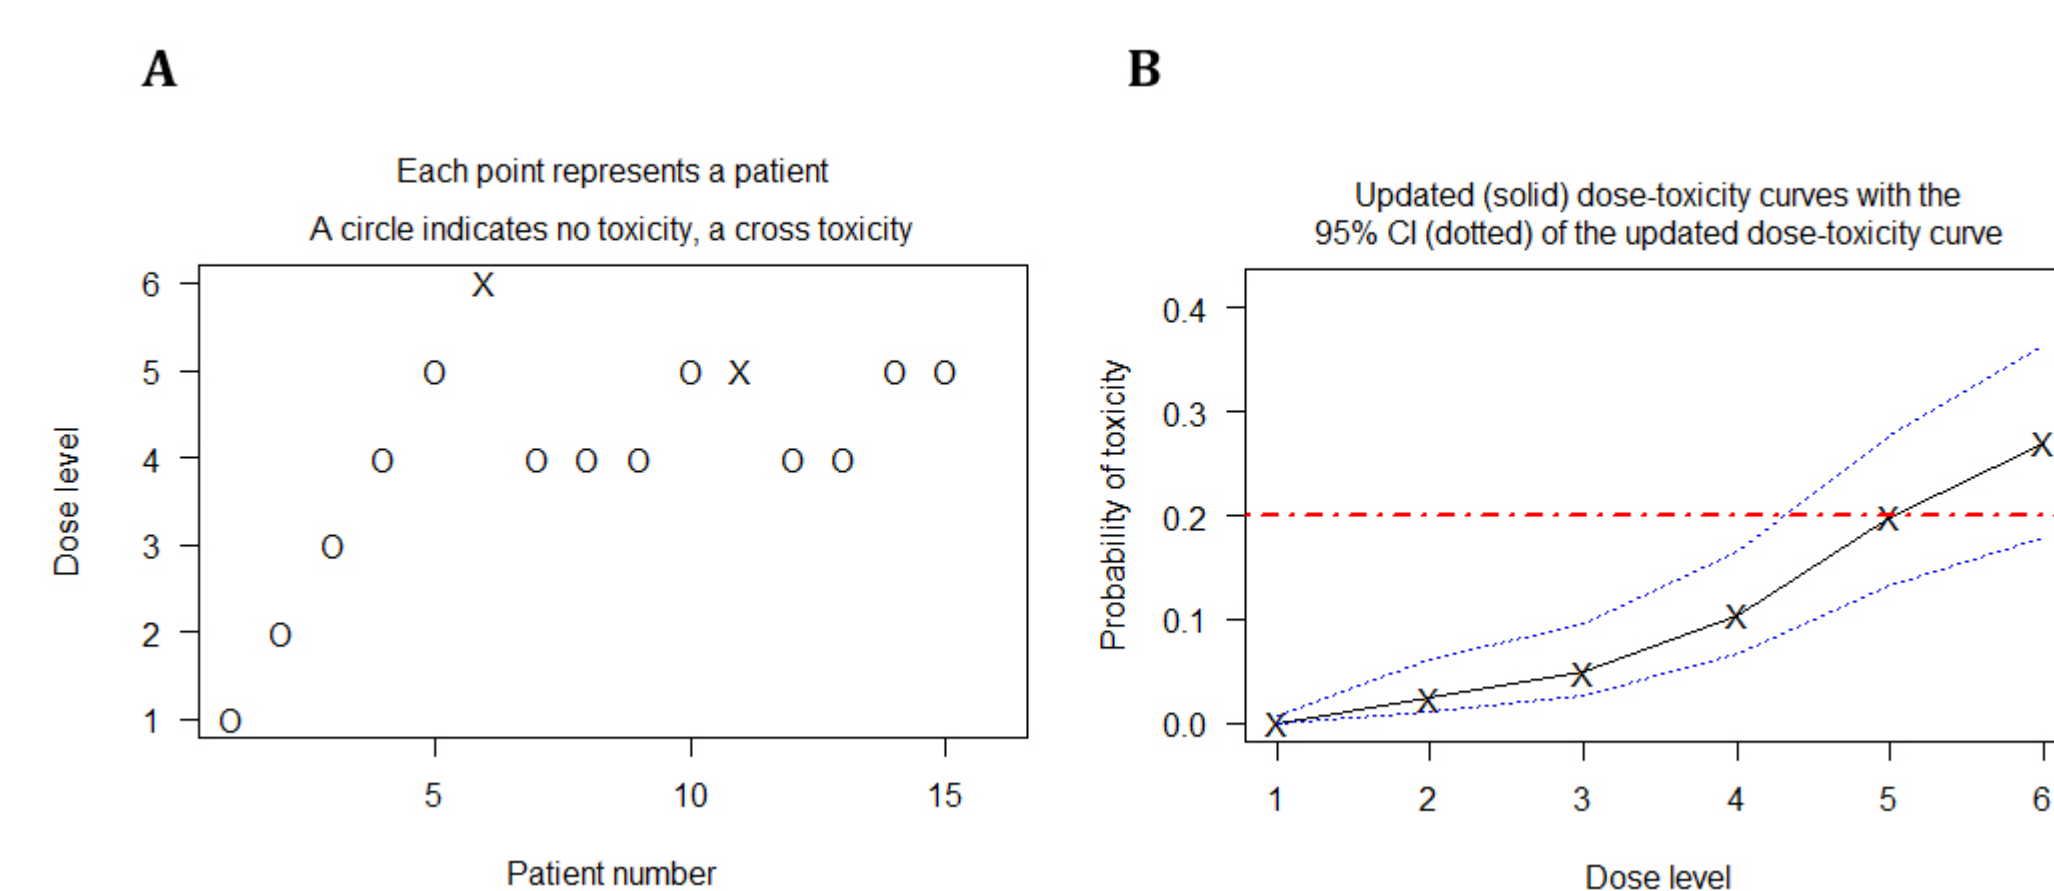 A
B
Each point represents a patient
A circle indicates no toxicity, a cross toxicity
Dose level
6
5
4
3
2
1
X
O X O O
O O O O O O
O
O
O
5 10 15
Patient number
Updated (solid) dose-toxicity curves with the
95% CI (dotted) of the updated dose-toxicity curve
Probability of toxicity
0.4
0.3
0.2
0.1
0.0
X X X X X X
1 2 3 4 5 6
Dose level